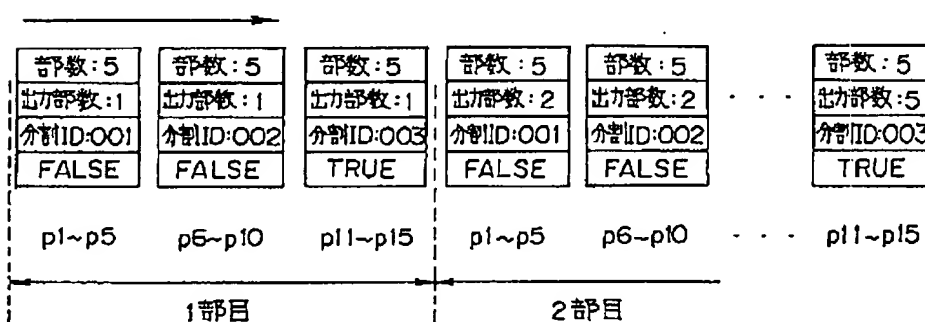 部数:5
出力部数:1
分割ID:001
FALSE
p1~p5
部数:5
出力部数:1
分割ID:002
FALSE
p6~p10
部数:5
出力部数:1
分割ID:003
TRUE
p11~p15
部数:5
出力部数:2
分割ID:001
FALSE
p1~p5
部数:5
出力部数:2
分割ID:002
FALSE
p6~p10
部数:5
出力部数:5
分割ID:003
TRUE
p11~p15
1部目
2部目